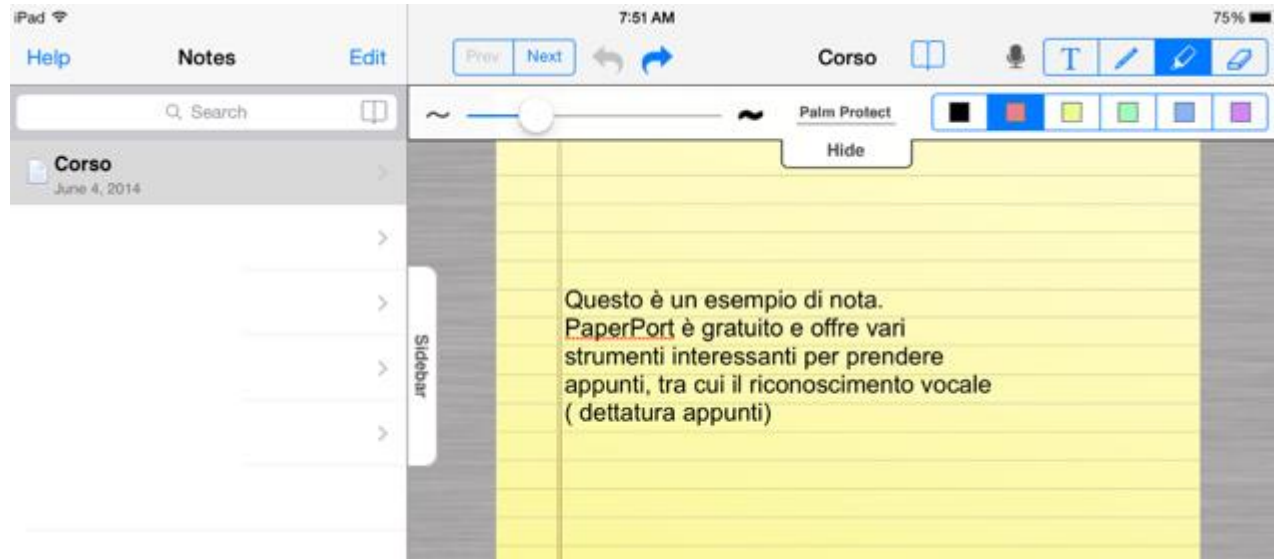 iPad 7:51 AM 75%
Help Notes Edit Prev Next Corso T
Search Palm Protect
Hide
Corso
June 4, 2014
Sidebar
Questo è un esempio di nota.
PaperPort è gratuito e offre vari
strumenti interessanti per prendere
appunti, tra cui il riconoscimento vocale
( dettatura appunti)